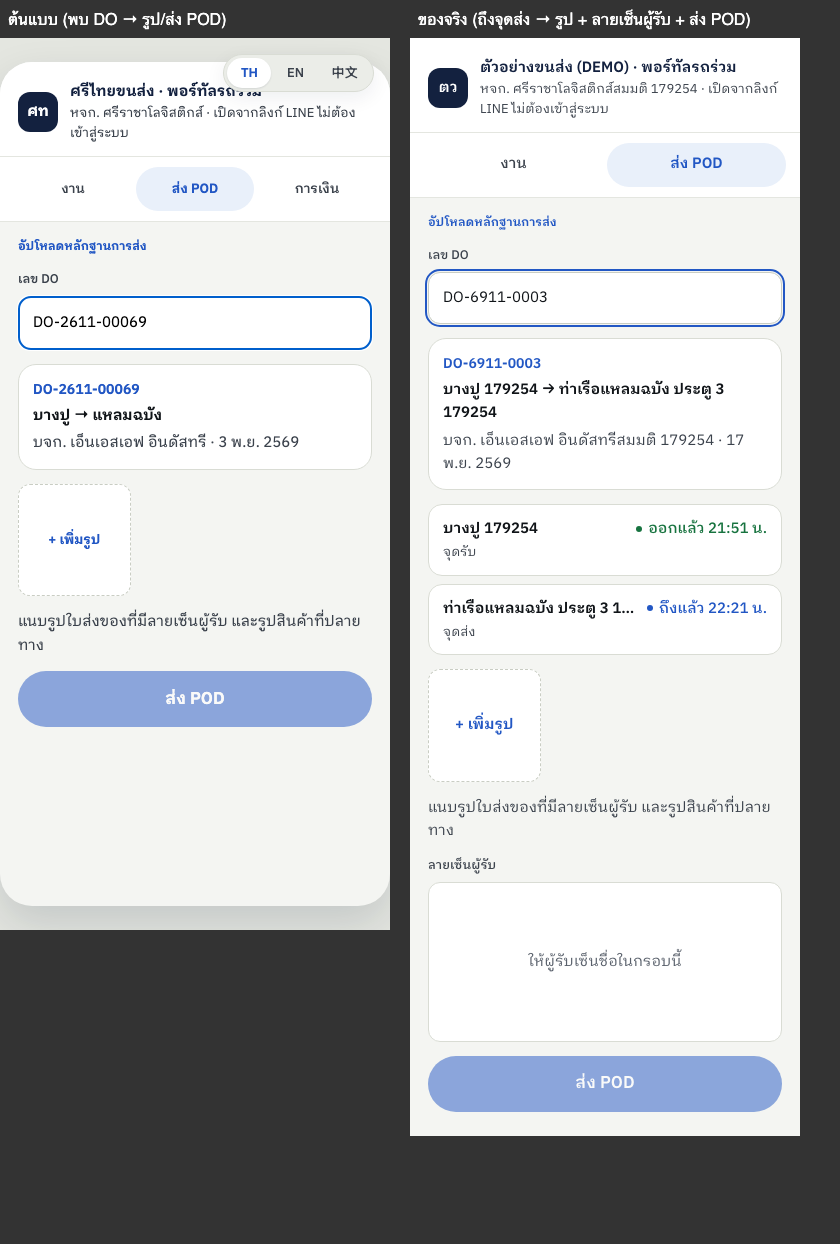 ต้นแบบ (พบ DO → รูป/ส่ง POD)
TH EN 中文
ศท
ศรีไทยขนส่ง · พอร์ทัลรถร่วม
หจก. ศรีราชาโลจิสติกส์ · เปิดจากลิงก์ LINE ไม่ต้อง
เข้าสู่ระบบ
งาน
ส่ง POD
การเงิน
อัปโหลดหลักฐานการส่ง
เลข DO
DO-2611-00069
DO-2611-00069
บางปู → แหลมฉบัง
บจก. เอ็นเอสเอฟ อินดัสทรี · 3 พ.ย. 2569
+ เพิ่มรูป
แนบรูปใบส่งของที่มีลายเซ็นผู้รับ และรูปสินค้าที่ปลาย
ทาง
ส่ง POD
ของจริง (ถึงจุดส่ง → รูป + ลายเซ็นผู้รับ + ส่ง POD)
ตว
ตัวอย่างขนส่ง (DEMO) · พอร์ทัลรถร่วม
หจก. ศรีราชาโลจิสติกส์สมมติ 179254 · เปิดจากลิงก์
LINE ไม่ต้องเข้าสู่ระบบ
งาน
ส่ง POD
อัปโหลดหลักฐานการส่ง
เลข DO
DO-6911-0003
DO-6911-0003
บางปู 179254 → ท่าเรือแหลมฉบัง ประตู 3
179254
บจก. เอ็นเอสเอฟ อินดัสทรีสมมติ 179254 · 17
พ.ย. 2569
บางปู 179254
ออกแล้ว 21:51 น.
จุดรับ
ท่าเรือแหลมฉบัง ประตู 3 1...
ถึงแล้ว 22:21 น.
จุดส่ง
+ เพิ่มรูป
แนบรูปใบส่งของที่มีลายเซ็นผู้รับ และรูปสินค้าที่ปลาย
ทาง
ลายเซ็นผู้รับ
ให้ผู้รับเซ็นชื่อในกรอบนี้
ส่ง POD